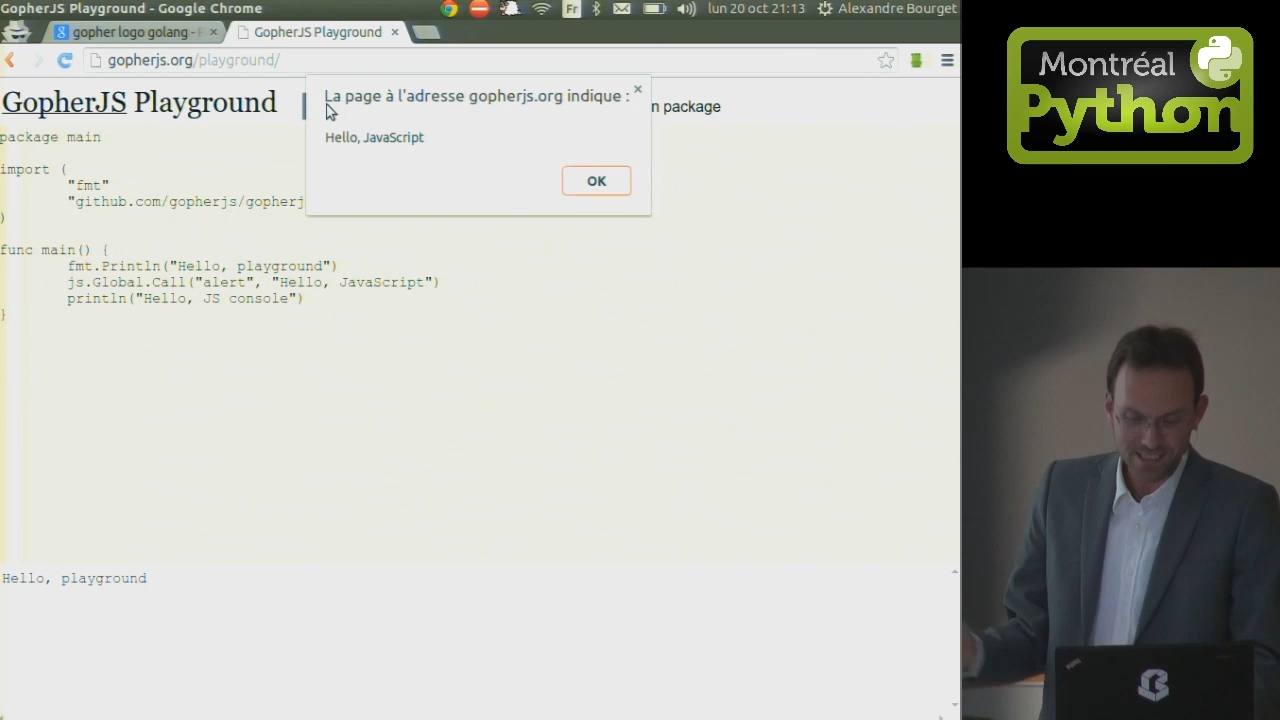 GopherJS Playground - Google Chrome
Fr
lun 20 oct 21:13
Alexandre Bourget
gopher logo golang -
GopherJS Playground
gopherjs.org/playground/
GopherJS Playground
n package
La page à l'adresse gopherjs.org indique :
Hello, JavaScript
OK
package main
import (
"fmt"
"github.com/gopherjs/gopherj
)
func main() {
fmt.Println("Hello, playground")
js.Global.Call("alert", "Hello, JavaScript")
println("Hello, JS console")
}
Hello, playground
Montréal
Python